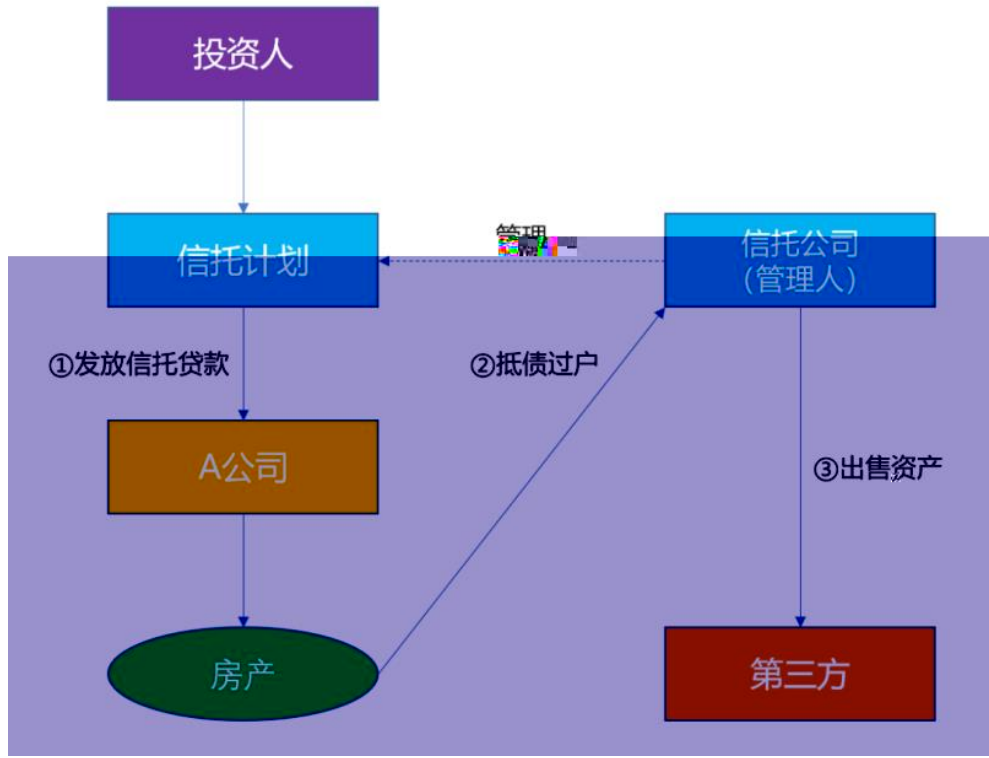 投资人
信托计划
管理
信托公司
（管理人）
①发放信托贷款
②抵债过户
A公司
③出售资产
房产
第三方